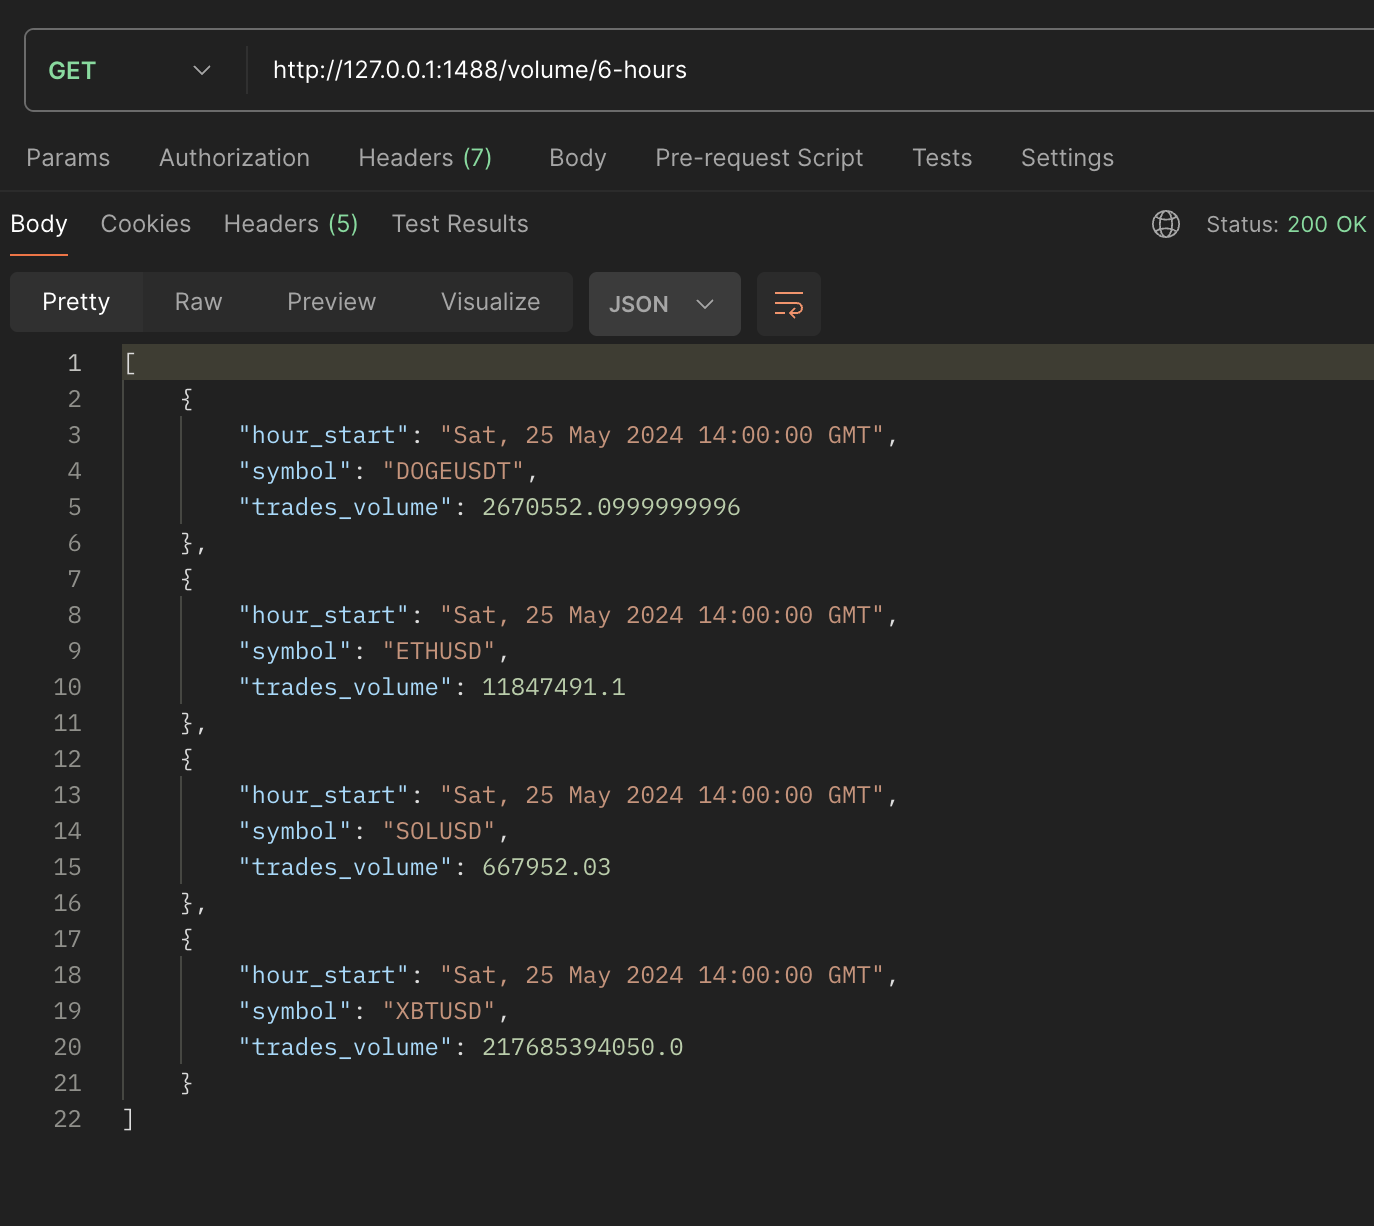 GET http://127.0.0.1:1488/volume/6-hours
Params Authorization Headers (7) Body Pre-request Script Tests Settings
Body Cookies Headers (5) Test Results Status: 200 OK
Pretty Raw Preview Visualize JSON
1 [
2 {
3 "hour_start": "Sat, 25 May 2024 14:00:00 GMT",
4 "symbol": "DOGEUSDT",
5 "trades_volume": 2670552.0999999996
6 },
7 {
8 "hour_start": "Sat, 25 May 2024 14:00:00 GMT",
9 "symbol": "ETHUSD",
10 "trades_volume": 11847491.1
11 },
12 {
13 "hour_start": "Sat, 25 May 2024 14:00:00 GMT",
14 "symbol": "SOLUSD",
15 "trades_volume": 667952.03
16 },
17 {
18 "hour_start": "Sat, 25 May 2024 14:00:00 GMT",
19 "symbol": "XBTUSD",
20 "trades_volume": 217685394050.0
21 }
22 ]